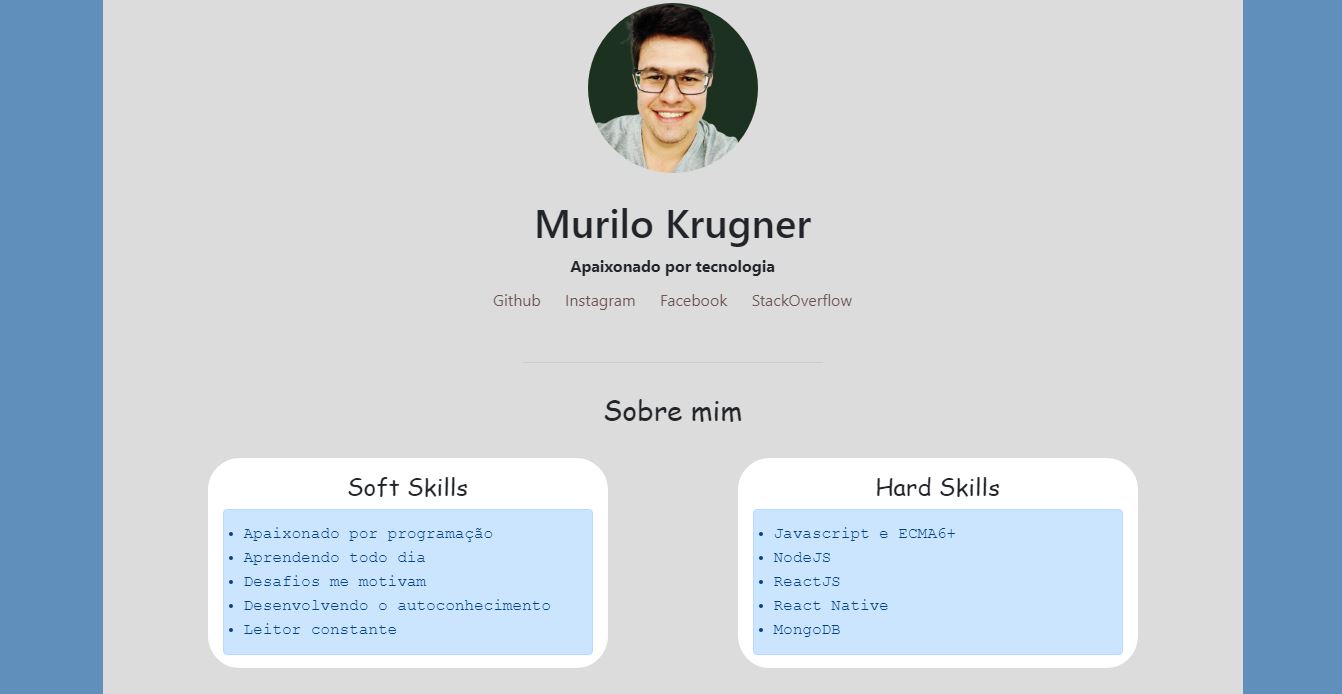 Murilo Krugner
Apaixonado por tecnologia
Github Instagram Facebook StackOverflow
Sobre mim
Soft Skills
• Apaixonado por programação
• Aprendendo todo dia
• Desafios me motivam
• Desenvolvendo o autoconhecimento
• Leitor constante
Hard Skills
• Javascript e ECMA6+
• NodeJS
• ReactJS
• React Native
• MongoDB